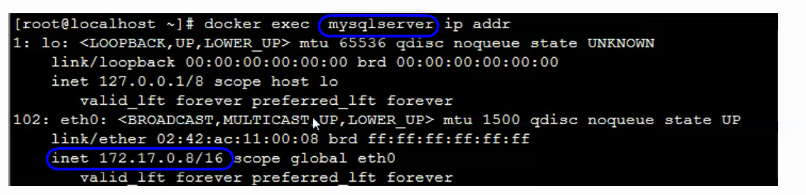 [root@localhost ~]# docker exec mysqlserver ip addr
1: lo: <LOOPBACK,UP,LOWER_UP> mtu 65536 qdisc noqueue state UNKNOWN
link/loopback 00:00:00:00:00:00 brd 00:00:00:00:00:00
inet 127.0.0.1/8 scope host lo
valid_lft forever preferred_lft forever
102: eth0: <BROADCAST,MULTICAST,UP,LOWER_UP> mtu 1500 qdisc noqueue state UP
link/ether 02:42:ac:11:00:08 brd ff:ff:ff:ff:ff:ff
inet 172.17.0.8/16 scope global eth0
valid_lft forever preferred_lft forever